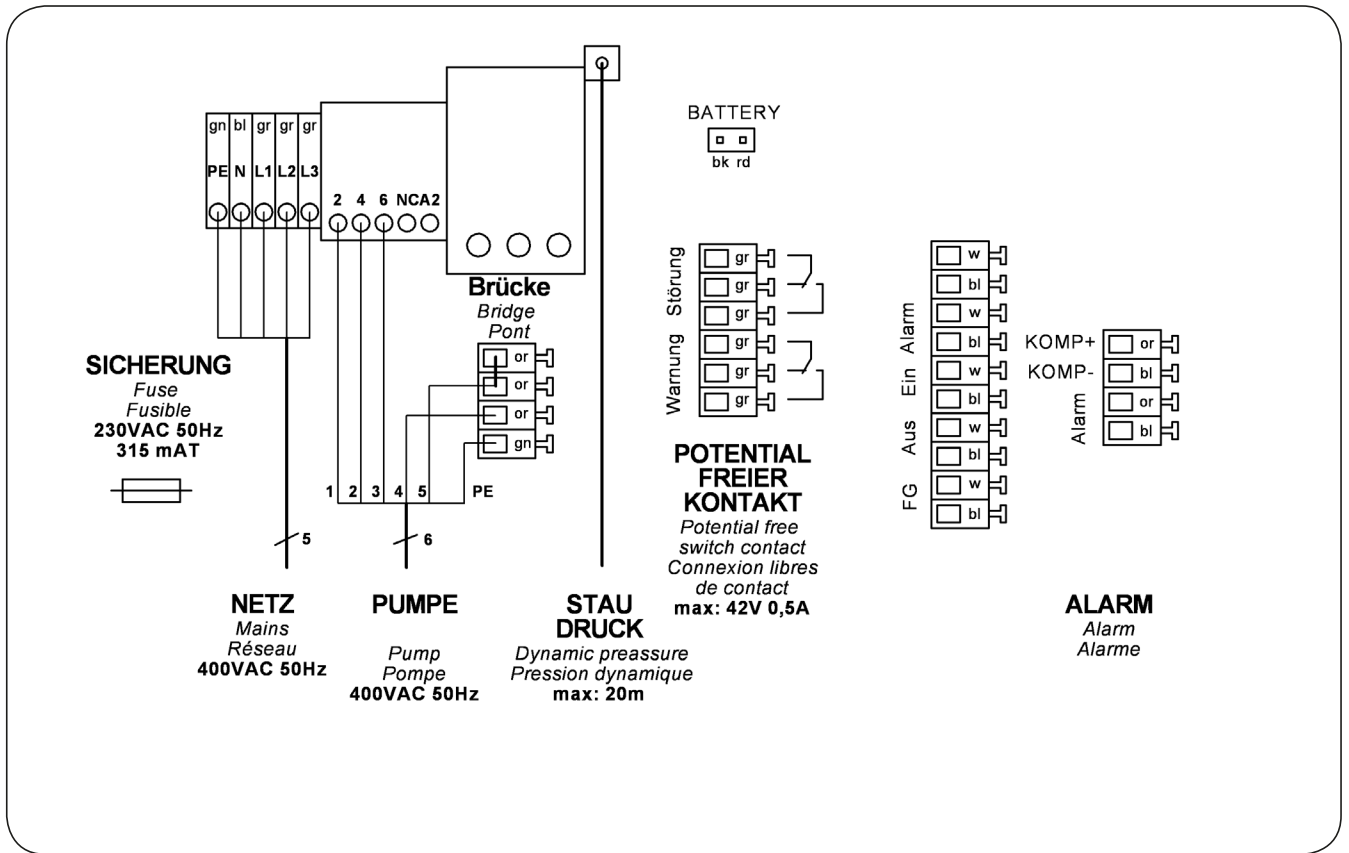 gn bl gr gr gr
PE N L1 L2 L3
2 4 6 NC A2
Brücke
Bridge
Pont
or
or
or
gn
SICHERUNG
Fuse
Fusible
230VAC 50Hz
315 mAT
1 2 3 4 5 PE
5
6
NETZ
Mains
Réseau
400VAC 50Hz
PUMPE
Pump
Pompe
400VAC 50Hz
STAU
DRUCK
Dynamic preassure
Pression dynamique
max: 20m
BATTERY
bk rd
Störung
gr
gr
gr
Warnung
gr
gr
gr
POTENTIAL
FREIER
KONTAKT
Potential free
switch contact
Connexion libres
de contact
max: 42V 0,5A
Alarm
Ein
Aus
FG
w
bl
w
bl
w
bl
w
bl
w
bl
KOMP+ or
KOMP- bl
Alarm
or
bl
ALARM
Alarm
Alarme